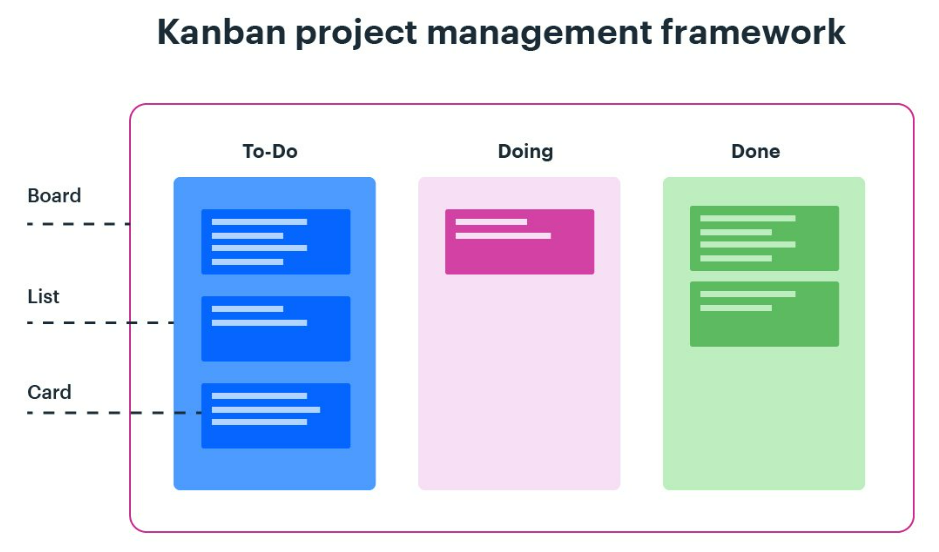 Kanban project management framework
To-Do
Doing
Done
Board
List
Card